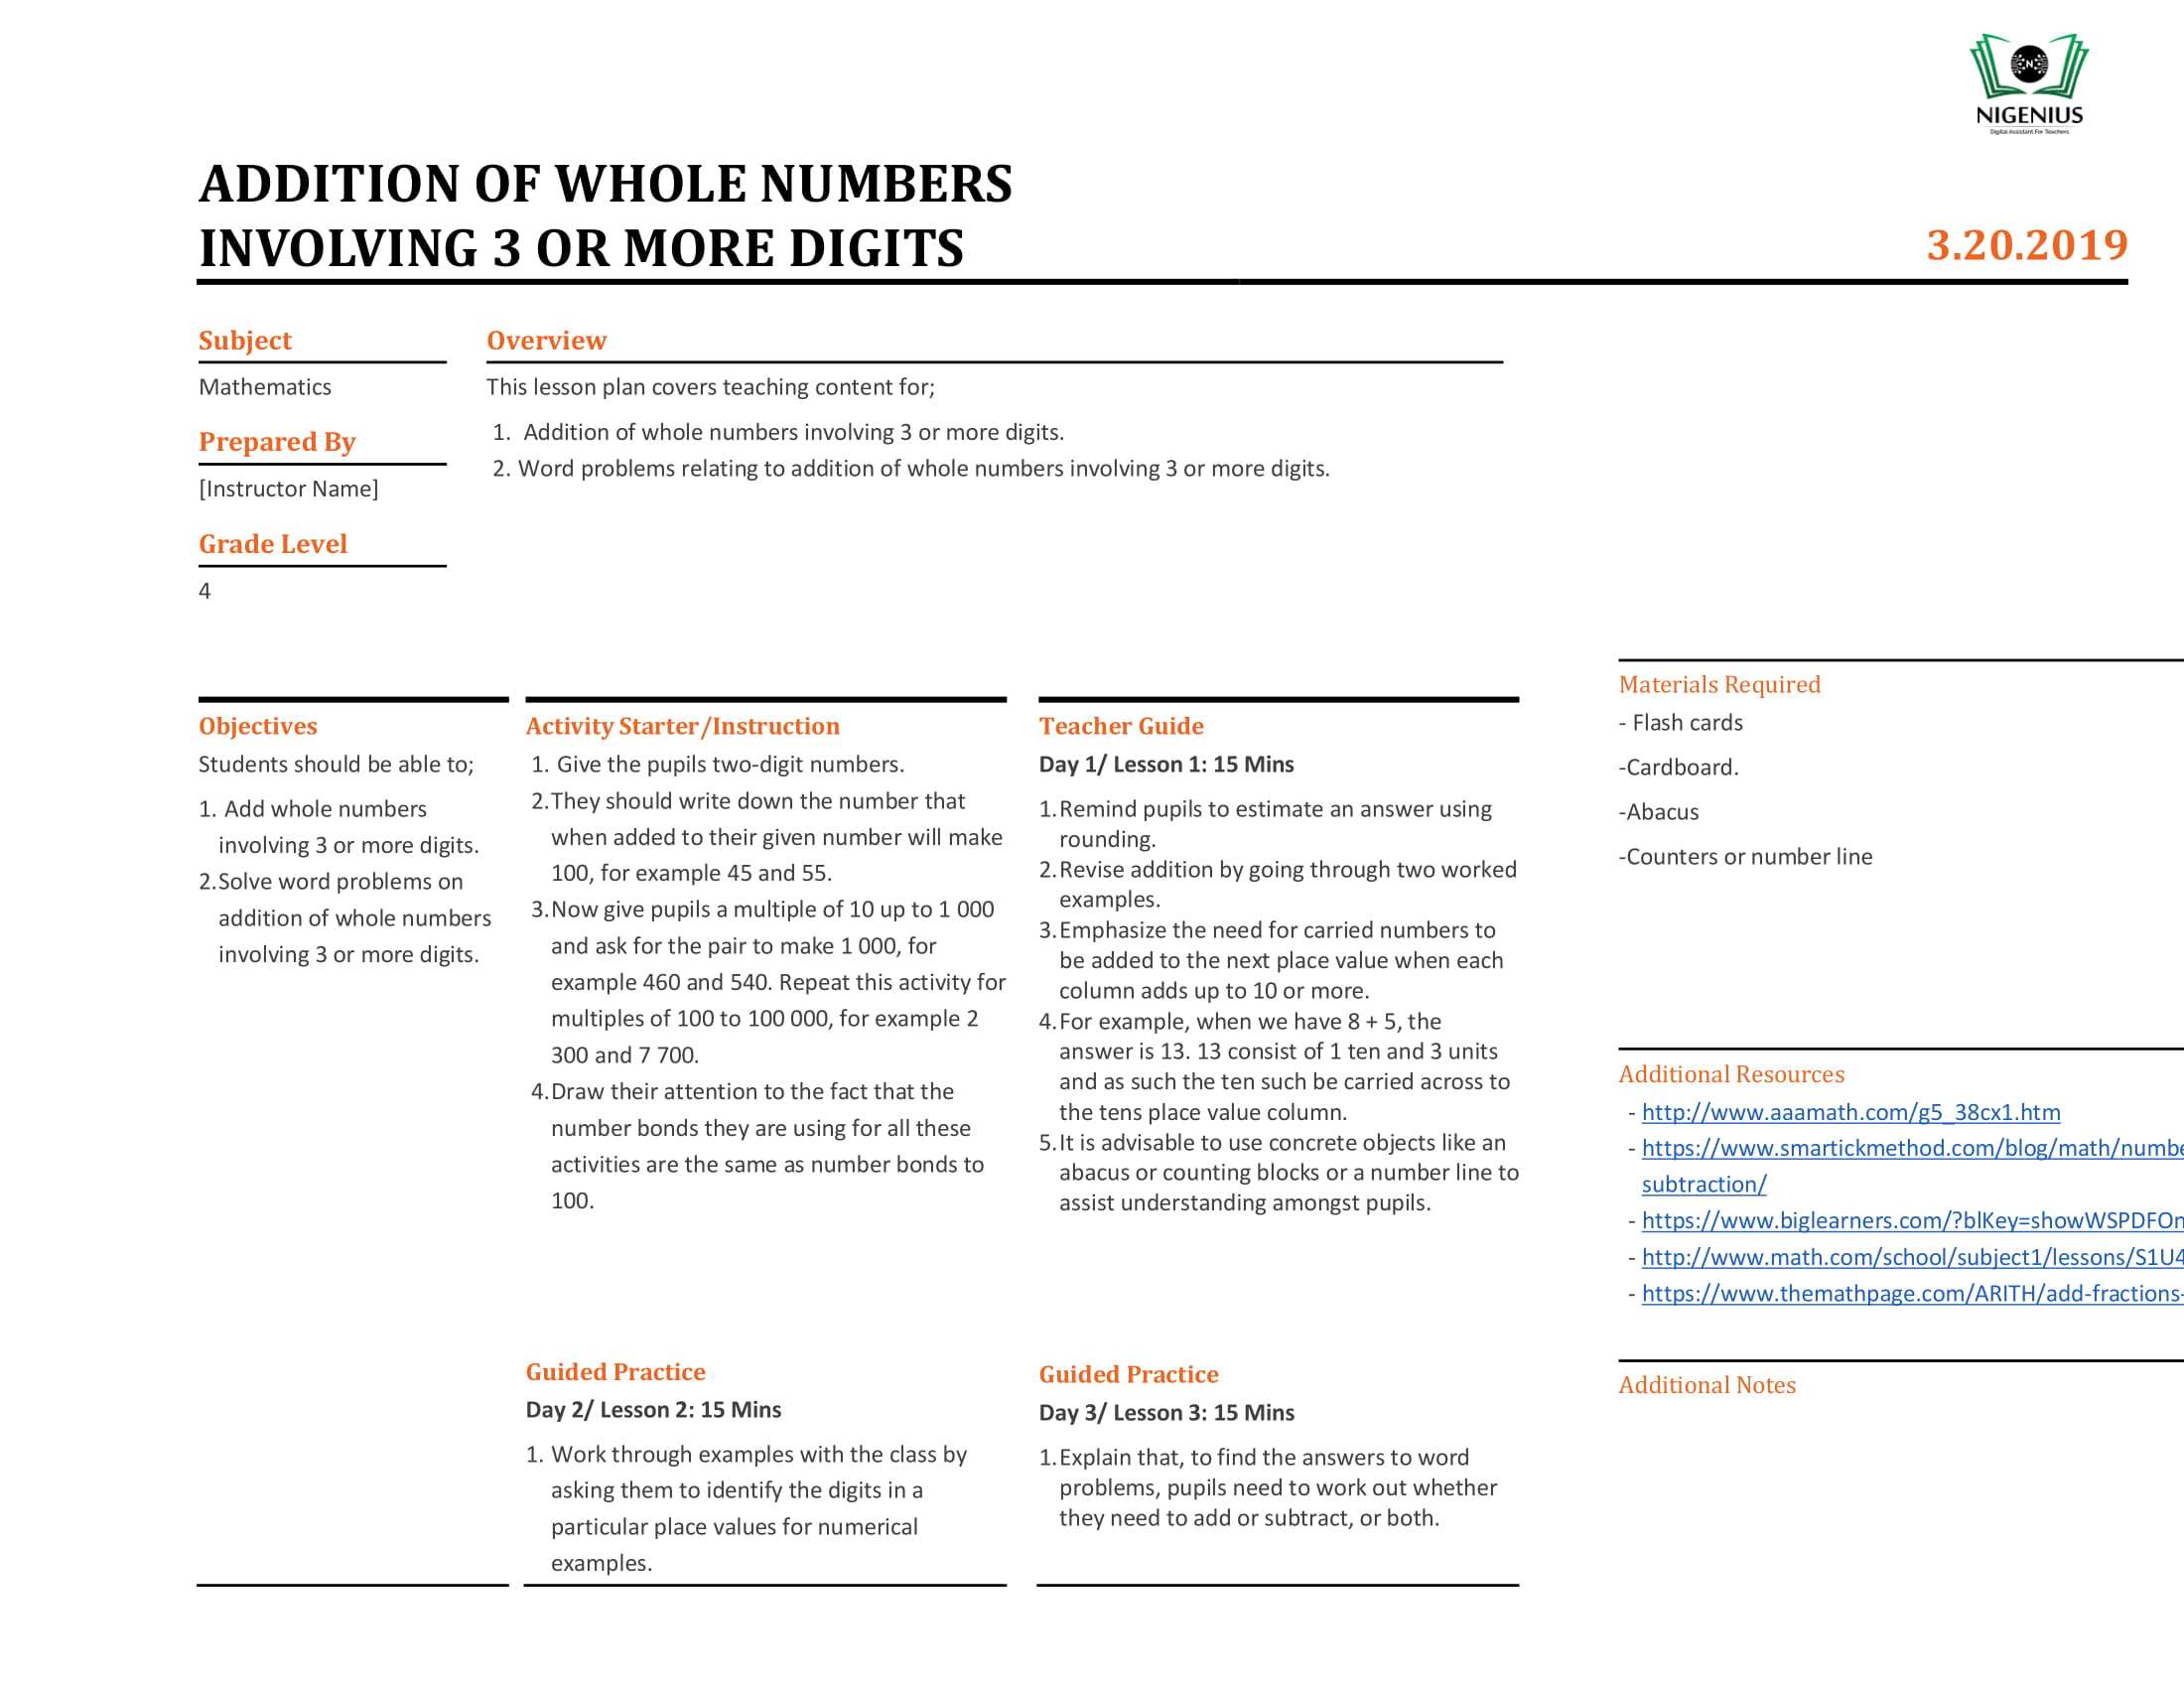 NIGENIUS
Digital Assistant For Teachers
ADDITION OF WHOLE NUMBERS
INVOLVING 3 OR MORE DIGITS
3.20.2019
Subject
Mathematics
Prepared By
[Instructor Name]
Grade Level
4
Overview
This lesson plan covers teaching content for;
1. Addition of whole numbers involving 3 or more digits.
2. Word problems relating to addition of whole numbers involving 3 or more digits.
Objectives
Students should be able to;
1. Add whole numbers
involving 3 or more digits.
2.Solve word problems on
addition of whole numbers
involving 3 or more digits.
Activity Starter/Instruction
1. Give the pupils two-digit numbers.
2.They should write down the number that
when added to their given number will make
100, for example 45 and 55.
3.Now give pupils a multiple of 10 up to 1 000
and ask for the pair to make 1 000, for
example 460 and 540. Repeat this activity for
multiples of 100 to 100 000, for example 2
300 and 7 700.
4.Draw their attention to the fact that the
number bonds they are using for all these
activities are the same as number bonds to
100.
Guided Practice
Day 2/ Lesson 2: 15 Mins
1. Work through examples with the class by
asking them to identify the digits in a
particular place values for numerical
examples.
Teacher Guide
Day 1/ Lesson 1: 15 Mins
1.Remind pupils to estimate an answer using
rounding.
2.Revise addition by going through two worked
examples.
3.Emphasize the need for carried numbers to
be added to the next place value when each
column adds up to 10 or more.
4.For example, when we have 8 + 5, the
answer is 13. 13 consist of 1 ten and 3 units
and as such the ten such be carried across to
the tens place value column.
5.It is advisable to use concrete objects like an
abacus or counting blocks or a number line to
assist understanding amongst pupils.
Guided Practice
Day 3/ Lesson 3: 15 Mins
1.Explain that, to find the answers to word
problems, pupils need to work out whether
they need to add or subtract, or both.
Materials Required
- Flash cards
-Cardboard.
-Abacus
-Counters or number line
Additional Resources
- http://www.aaamath.com/g5_38cx1.htm
- https://www.smartickmethod.com/blog/math/numbe
subtraction/
- https://www.biglearners.com/?blKey=showWSPDFOn
- http://www.math.com/school/subject1/lessons/S1U4
- https://www.themathpage.com/ARITH/add-fractions-
Additional Notes